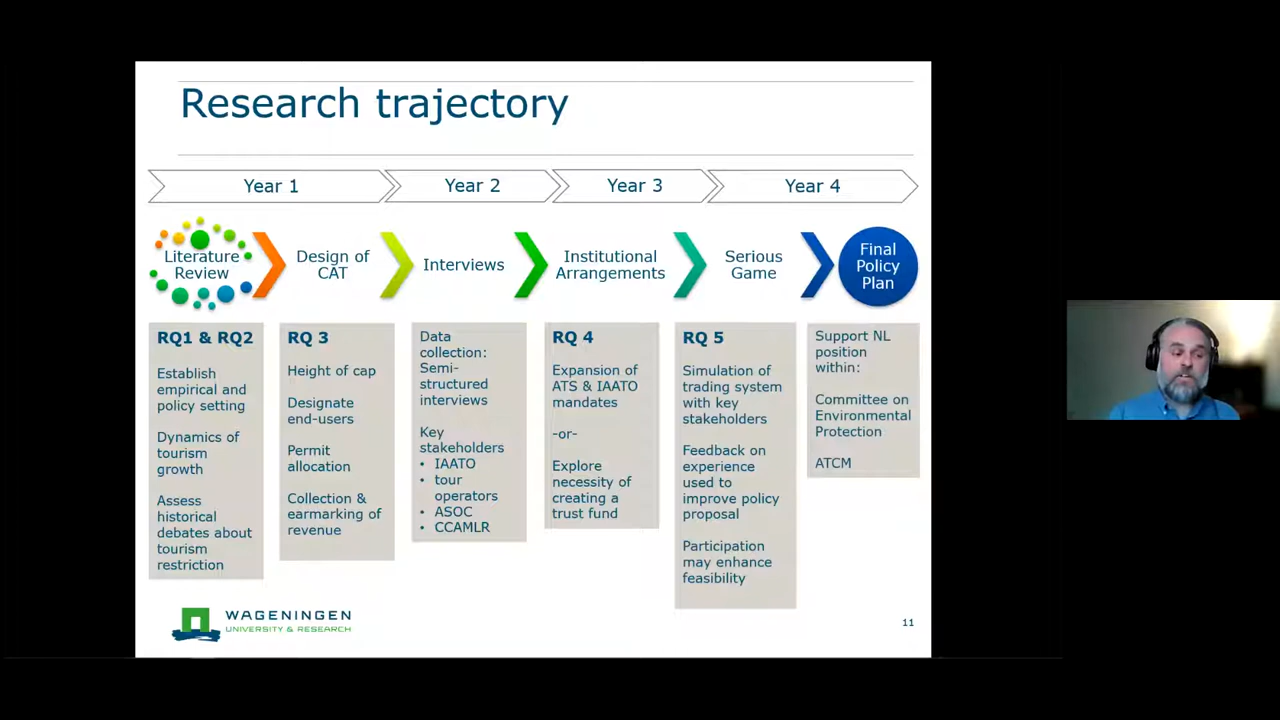 Research trajectory
Year 1
Year 2
Year 3
Year 4
Literature
Review
Design of
CAT
Interviews
Institutional
Arrangements
Serious
Game
Final
Policy
Plan
RQ1 & RQ2
Establish
empirical and
policy setting
Dynamics of
tourism
growth
Assess
historical
debates about
tourism
restriction
RQ 3
Height of cap
Designate
end-users
Permit
allocation
Collection &
earmarking of
revenue
Data
collection:
Semi-
structured
interviews
Key
stakeholders
• IAATO
• tour
operators
• ASOC
• CCAMLR
RQ 4
Expansion of
ATS & IAATO
mandates
-or-
Explore
necessity of
creating a
trust fund
RQ 5
Simulation of
trading system
with key
stakeholders
Feedback on
experience
used to
improve policy
proposal
Participation
may enhance
feasibility
Support NL
position
within:
Committee on
Environmental
Protection
ATCM
WAGENINGEN
UNIVERSITY & RESEARCH
11